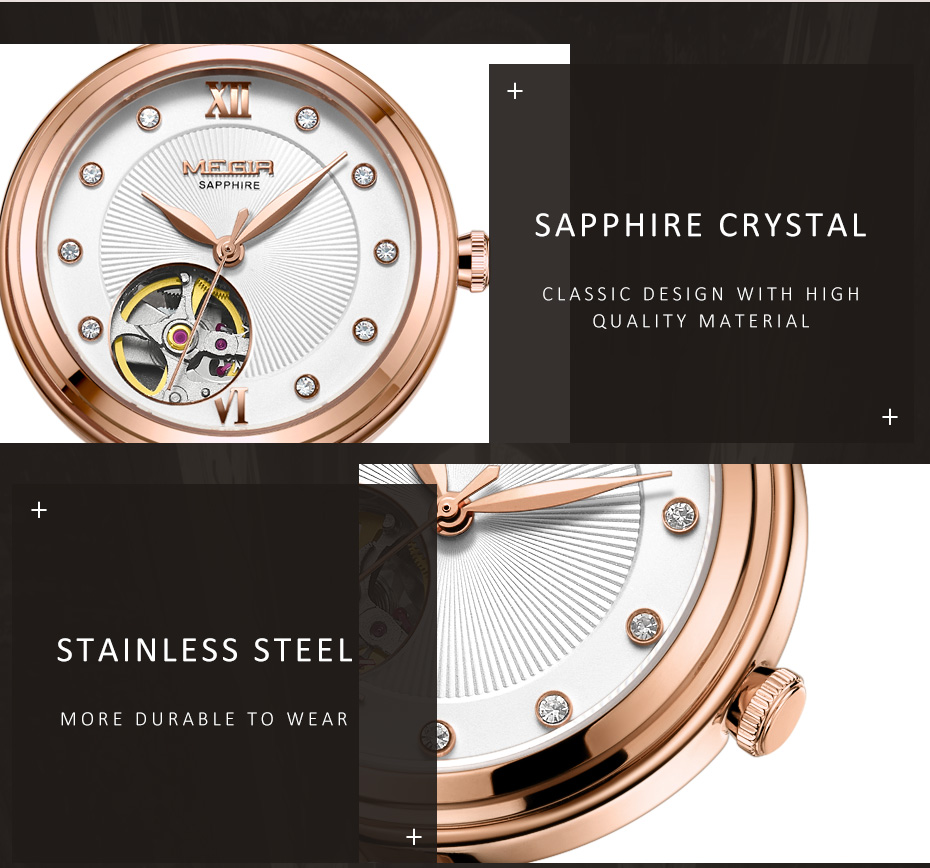 XII
MEGIR
SAPPHIRE
VI
SAPPHIRE CRYSTAL
CLASSIC DESIGN WITH HIGH
QUALITY MATERIAL
STAINLESS STEEL
MORE DURABLE TO WEAR